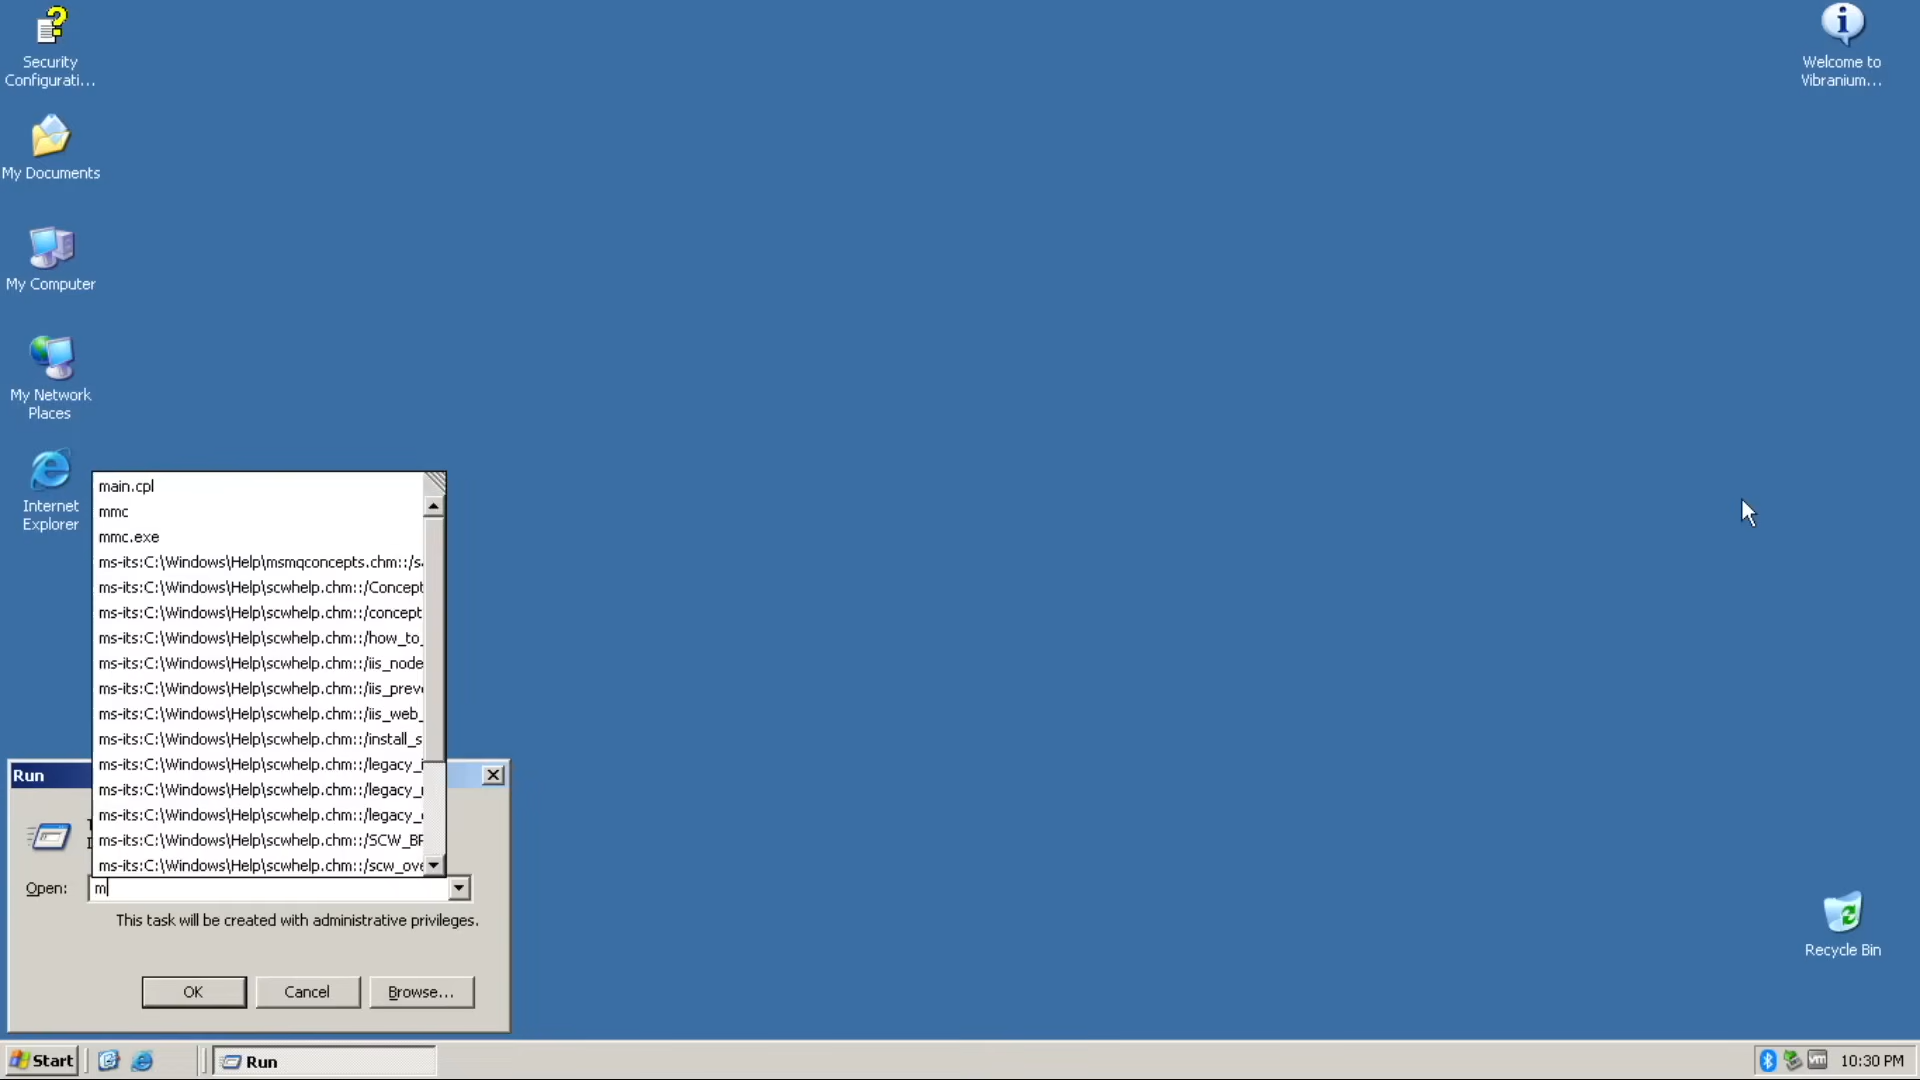 Security
Configurati...
My Documents
My Computer
My Network
Places
Internet
Explorer
Welcome to
Vibranium...
Recycle Bin
main.cpl
mmc
mmc.exe
ms-its:C:\Windows\Help\msmqconcepts.chm::/s
ms-its:C:\Windows\Help\scwhelp.chm::/Concept
ms-its:C:\Windows\Help\scwhelp.chm::/concept
ms-its:C:\Windows\Help\scwhelp.chm::/how_to_
ms-its:C:\Windows\Help\scwhelp.chm::/iis_node
ms-its:C:\Windows\Help\scwhelp.chm::/iis_prev
ms-its:C:\Windows\Help\scwhelp.chm::/iis_web_
ms-its:C:\Windows\Help\scwhelp.chm::/install_s
ms-its:C:\Windows\Help\scwhelp.chm::/legacy_
ms-its:C:\Windows\Help\scwhelp.chm::/legacy_
ms-its:C:\Windows\Help\scwhelp.chm::/legacy_
ms-its:C:\Windows\Help\scwhelp.chm::/SCW_BF
ms-its:C:\Windows\Help\scwhelp.chm::/scw_ove
Run
Open:
m
This task will be created with administrative privileges.
OK
Cancel
Browse...
Start
Run
vm
10:30 PM